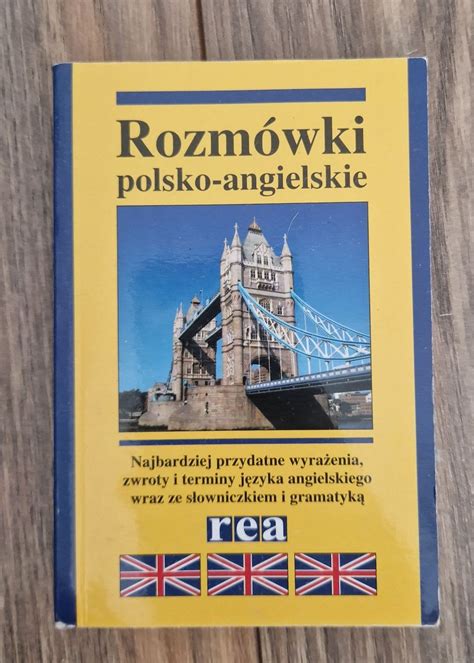 Rozmówki
polsko-angielskie
Najbardziej przydatne wyrażenia,
zwroty i terminy języka angielskiego
wraz ze słowniczkiem i gramatyką
rea